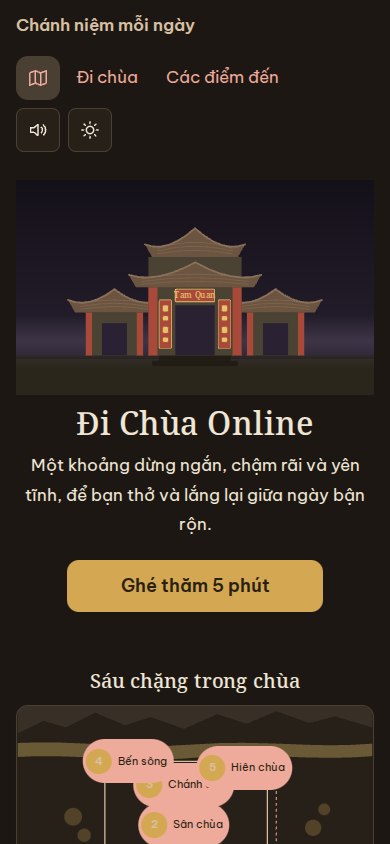 Chánh niệm mỗi ngày
Đi chùa
Các điểm đến
Tam Quan
Đi Chùa Online
Một khoảng dừng ngắn, chậm rãi và yên
tĩnh, để bạn thở và lắng lại giữa ngày bận
rộn.
Ghé thăm 5 phút
Sáu chặng trong chùa
4 Bến sông
5 Hiên chùa
3 Chánh
2 Sân chùa